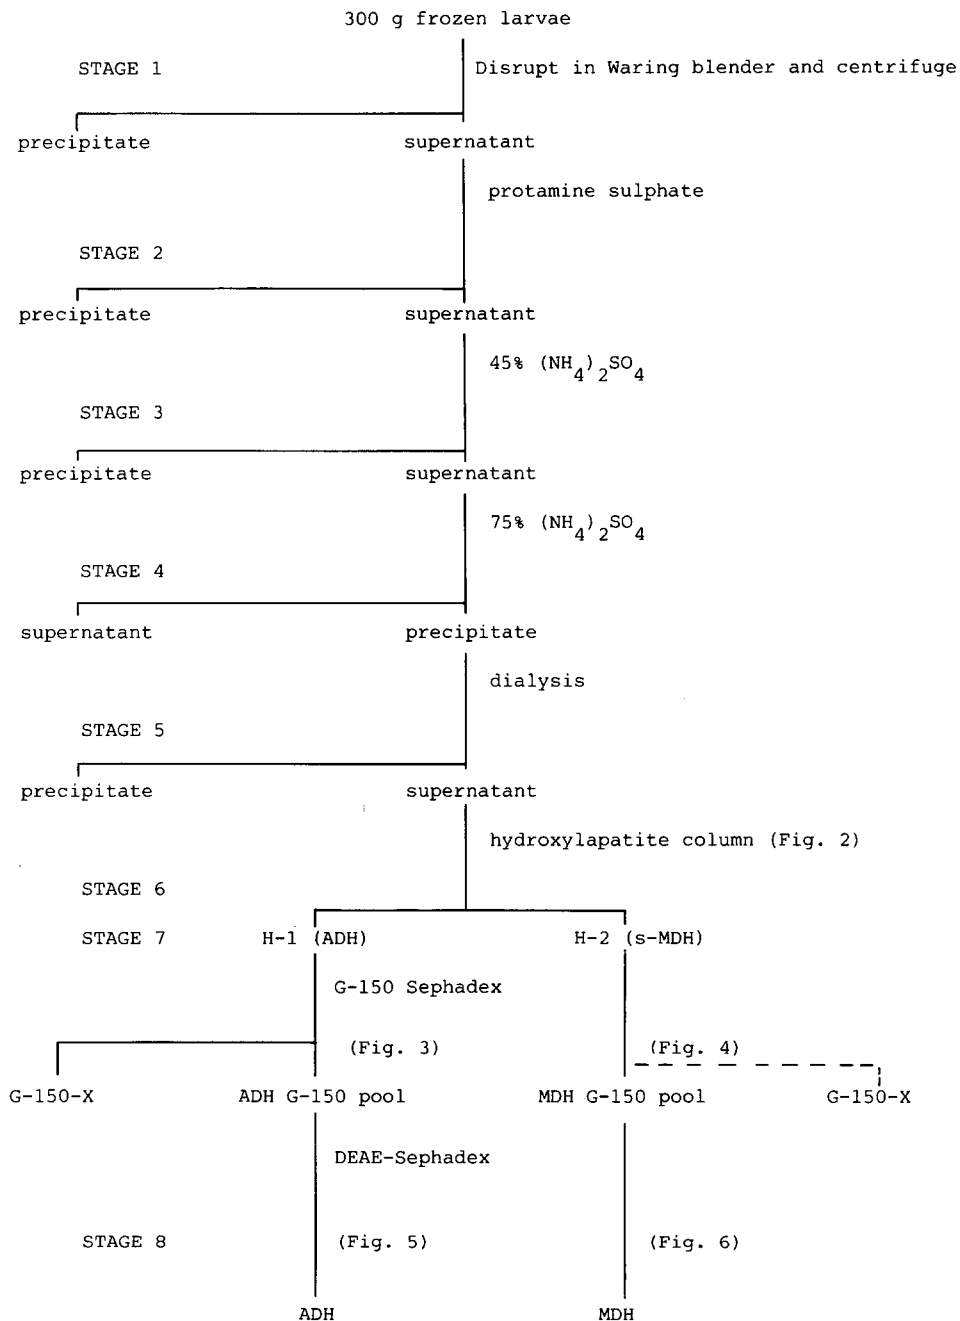 300 g frozen larvae
STAGE 1
Disrupt in Waring blender and centrifuge
precipitate
supernatant
protamine sulphate
STAGE 2
precipitate
supernatant
45% (NH4)2SO4
STAGE 3
precipitate
supernatant
75% (NH4)2SO4
STAGE 4
supernatant
precipitate
dialysis
STAGE 5
precipitate
supernatant
hydroxylapatite column (Fig. 2)
STAGE 6
STAGE 7
H-1 (ADH)
H-2 (s-MDH)
G-150 Sephadex
(Fig. 3)
(Fig. 4)
G-150-X
ADH G-150 pool
MDH G-150 pool
G-150-X
DEAE-Sephadex
STAGE 8
(Fig. 5)
(Fig. 6)
ADH
MDH